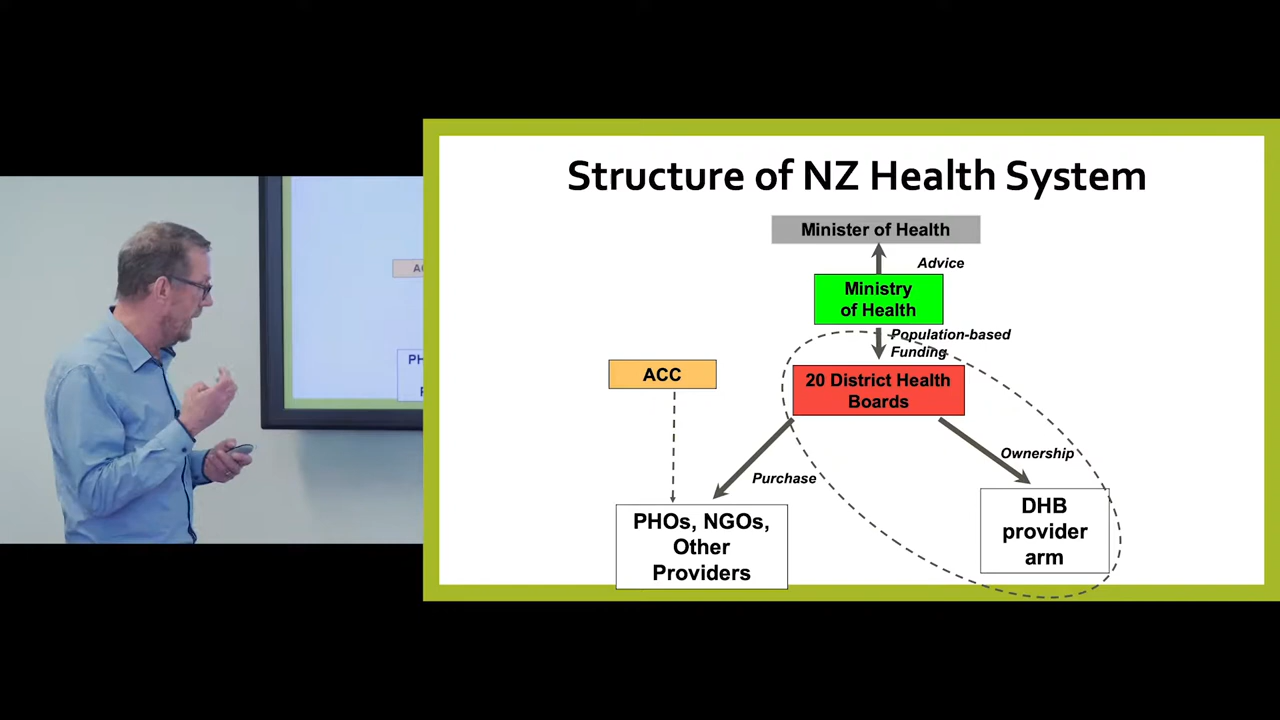 Structure of NZ Health System
Minister of Health
Advice
Ministry
of Health
Population-based
Funding
ACC
20 District Health
Boards
Ownership
Purchase
PHOs, NGOs,
Other
Providers
DHB
provider
arm
PH